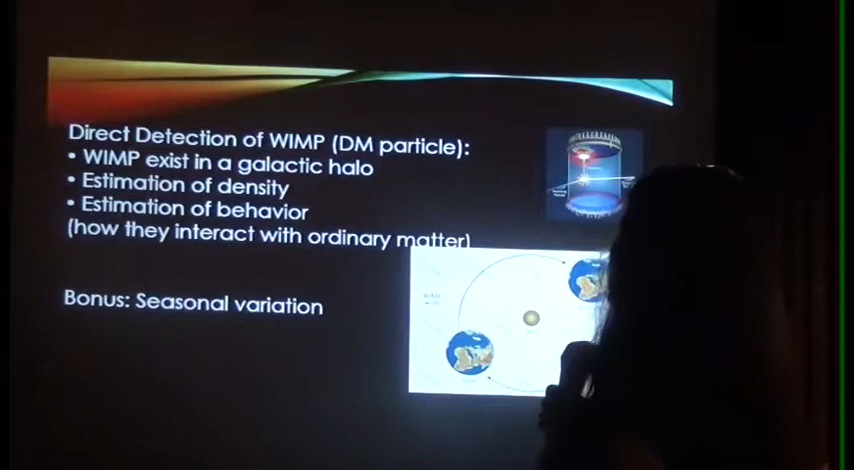 Direct Detection of WIMP (DM particle):
• WIMP exist in a galactic halo
• Estimation of density
• Estimation of behavior
(how they interact with ordinary matter)
Bonus: Seasonal variation
WIMP